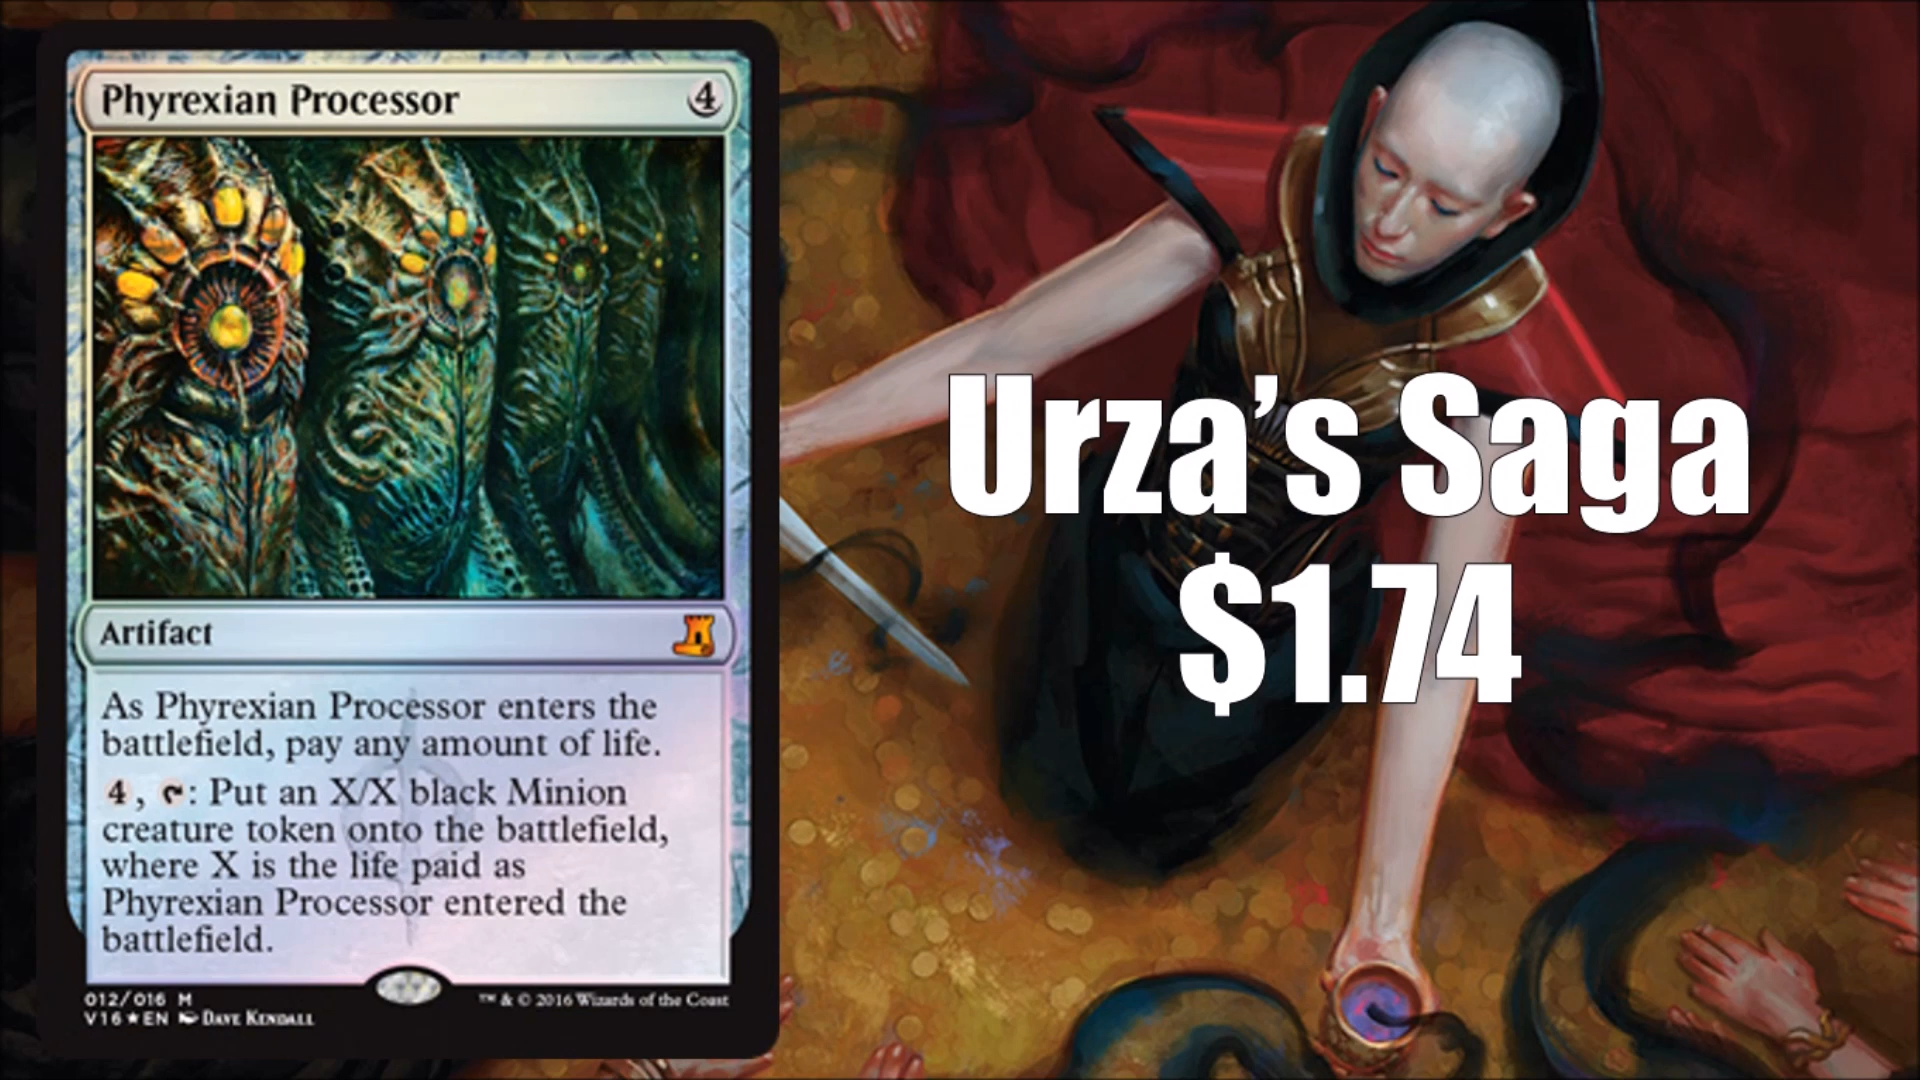 Phyrexian Processor 4
Artifact
As Phyrexian Processor enters the
battlefield, pay any amount of life.
4, : Put an X/X black Minion
creature token onto the battlefield,
where X is the life paid as
Phyrexian Processor entered the
battlefield.
012/016 M
V16★EN Dave Kendall
™ & © 2016 Wizards of the Coast
Urza's Saga
$1.74